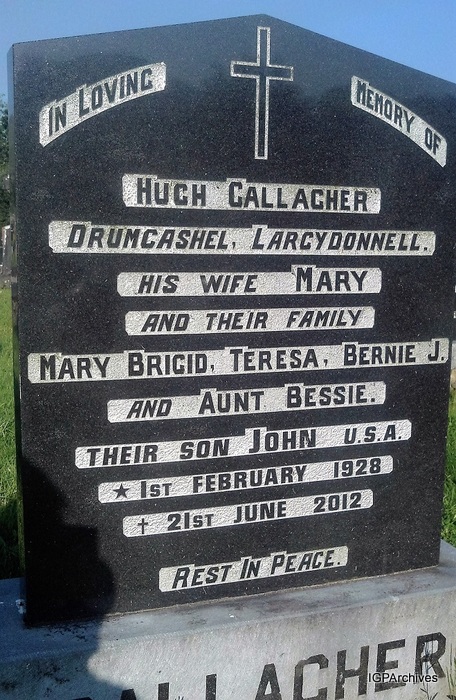 IN LOVING MEMORY OF
HUGH GALLAGHER
DRUMCASHEL, LARGYDONNELL.
HIS WIFE MARY
AND THEIR FAMILY
MARY BRIGID, TERESA, BERNIE J.
AND AUNT BESSIE.
THEIR SON JOHN U.S.A.
★ 1ST FEBRUARY 1928
✝ 21ST JUNE 2012
REST IN PEACE.
GALLAGHER
IGPArchives